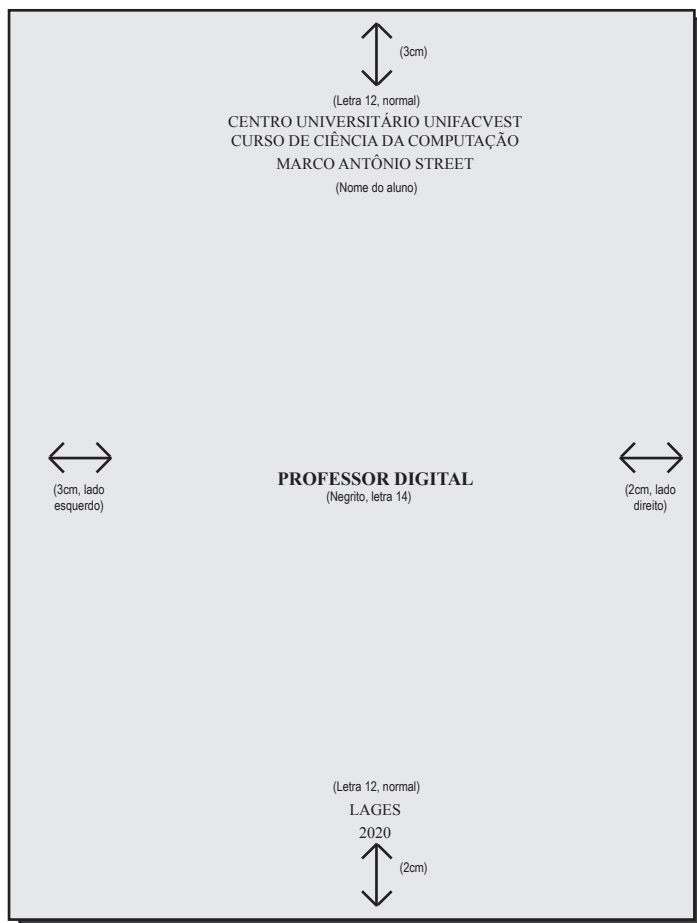 (3cm)
(Letra 12, normal)
CENTRO UNIVERSITÁRIO UNIFACVEST
CURSO DE CIÊNCIA DA COMPUTAÇÃO
MARCO ANTÔNIO STREET
(Nome do aluno)
(3cm, lado
esquerdo)
PROFESSOR DIGITAL
(Negrito, letra 14)
(2cm, lado
direito)
(Letra 12, normal)
LAGES
2020
(2cm)